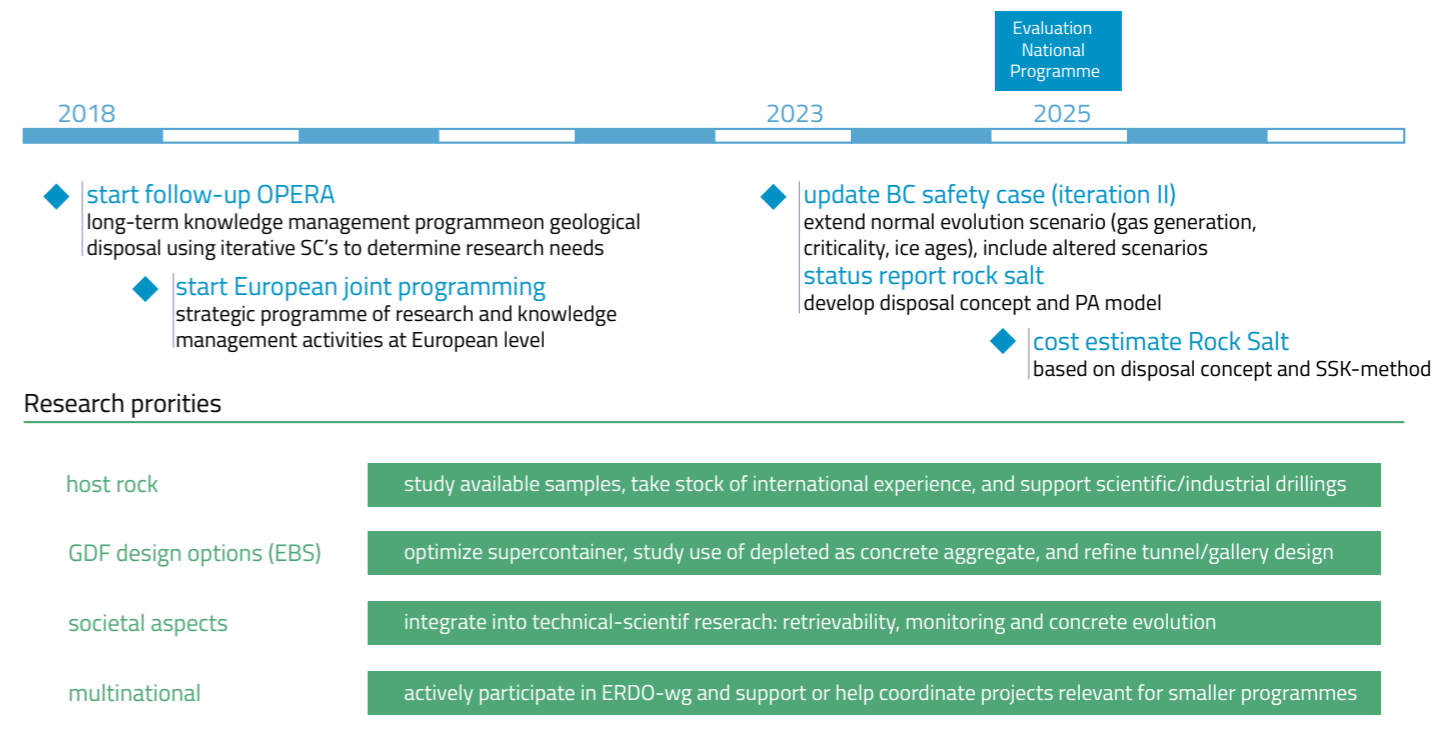 Evaluation
National
Programme
2018
2023
2025
start follow-up OPERA
long-term knowledge management programmeon geological
disposal using iterative SC's to determine research needs
start European joint programming
strategic programme of research and knowledge
management activities at European level
update BC safety case (iteration II)
extend normal evolution scenario (gas generation,
criticality, ice ages), include altered scenarios
status report rock salt
develop disposal concept and PA model
cost estimate Rock Salt
based on disposal concept and SSK-method
Research prorities
host rock
study available samples, take stock of international experience, and support scientific/industrial drillings
GDF design options (EBS)
optimize supercontainer, study use of depleted as concrete aggregate, and refine tunnel/gallery design
societal aspects
integrate into technical-scientif reserach: retrievability, monitoring and concrete evolution
multinational
actively participate in ERDO-wg and support or help coordinate projects relevant for smaller programmes